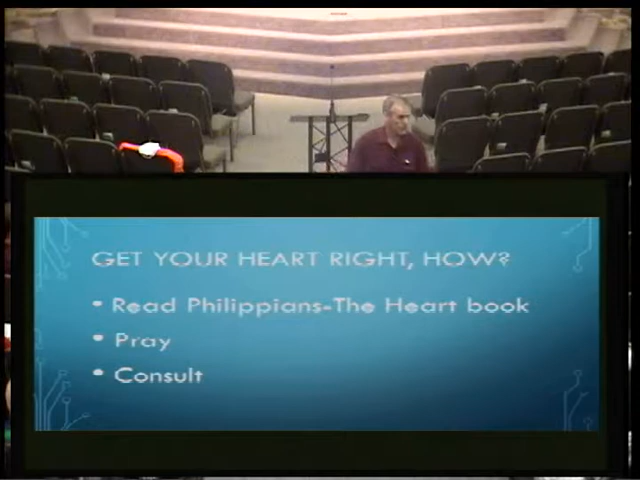 GET YOUR HEART RIGHT, HOW?
• Read Philippians-The Heart book
• Pray
• Consult